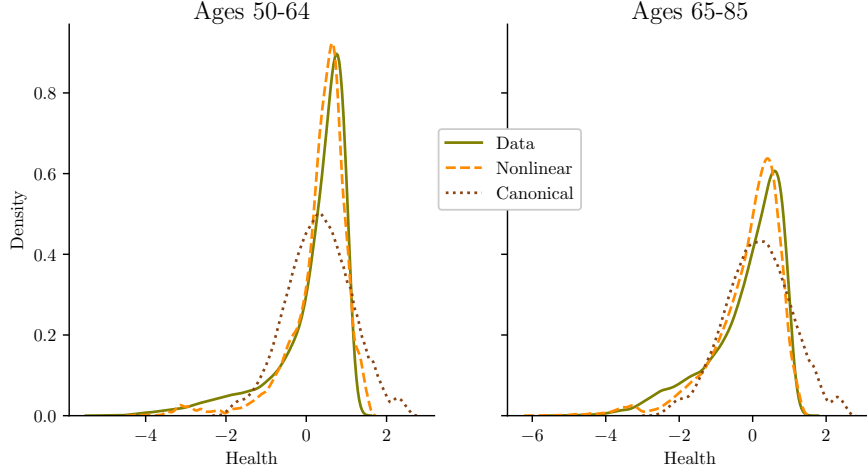 Ages 50-64
Ages 65-85
Density
0.8
0.6
0.4
0.2
0.0
Data
Nonlinear
Canonical
−4
−2
0
2
−6
−4
−2
0
2
Health
Health